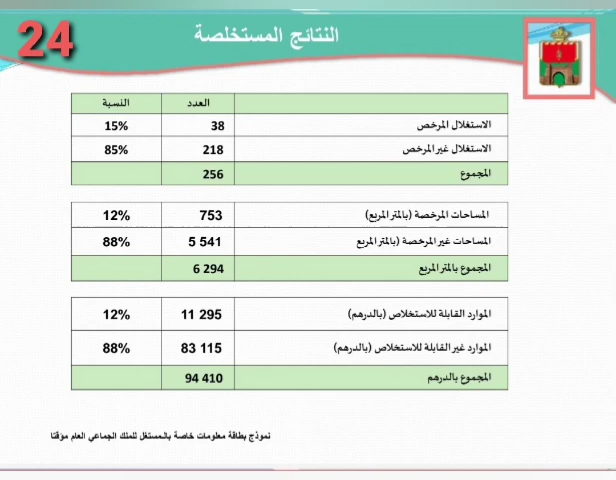 24
النتائج المستخلصة
العدد النسبة
الاستغلال المرخص 38 15%
الاستغلال غير المرخص 218 85%
المجموع 256
المساحات المرخصة (بالمتر المربع) 753 12%
المساحات غير المرخصة (بالمتر المربع) 5 541 88%
المجموع بالمتر المربع 6 294
الموارد القابلة للاستخلاص (بالدرهم) 11 295 12%
الموارد غير القابلة للاستخلاص (بالدرهم) 83 115 88%
المجموع بالدرهم 94 410
نموذج بطاقة معلومات خاصة بالمستغل للملك الجماعي العام مؤقتا